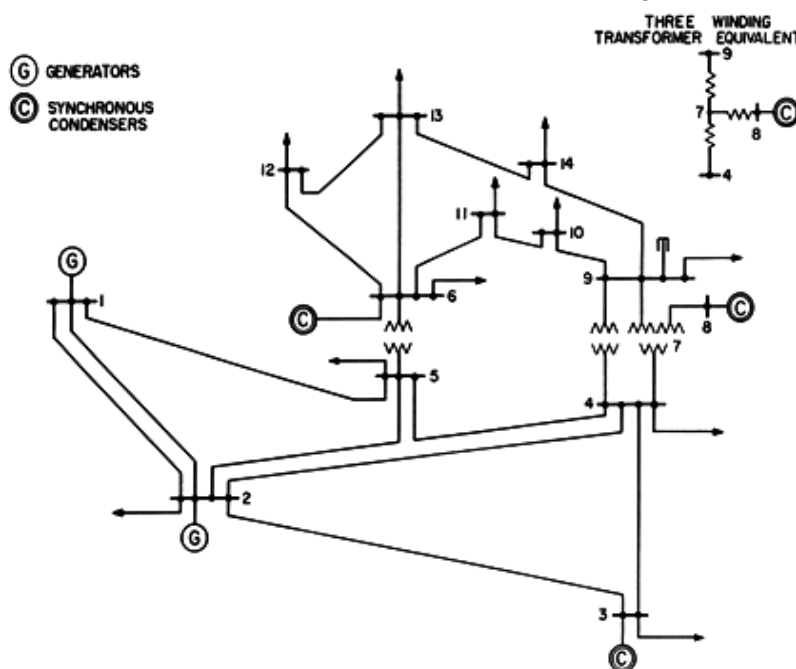 THREE WINDING
TRANSFORMER EQUIVALENT
9
7
8
C
4
G GENERATORS
C SYNCHRONOUS
CONDENSERS
13
12
14
11
10
9
G
1
6
C
8
C
7
5
4
2
G
3
C